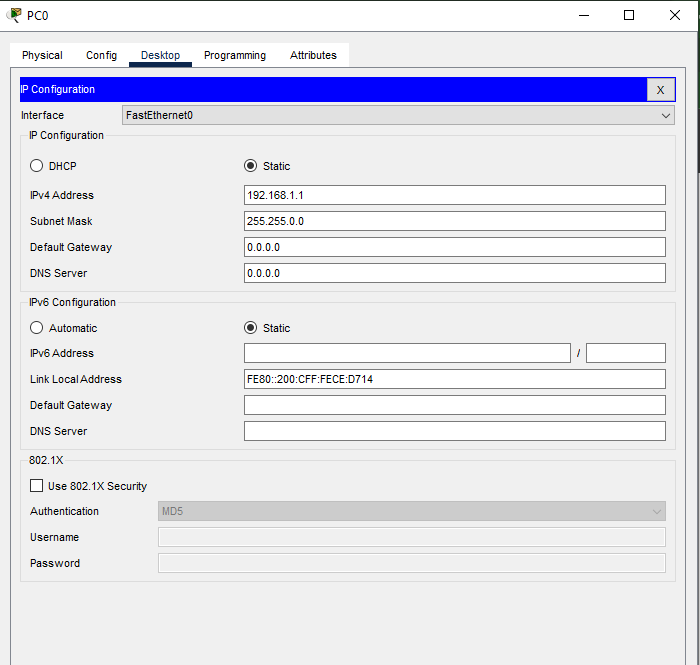 PC0
Physical Config Desktop Programming Attributes
IP Configuration X
Interface FastEthernet0
IP Configuration
DHCP Static
IPv4 Address 192.168.1.1
Subnet Mask 255.255.0.0
Default Gateway 0.0.0.0
DNS Server 0.0.0.0
IPv6 Configuration
Automatic Static
IPv6 Address /
Link Local Address FE80::200:CFF:FECE:D714
Default Gateway
DNS Server
802.1X
Use 802.1X Security
Authentication MD5
Username
Password